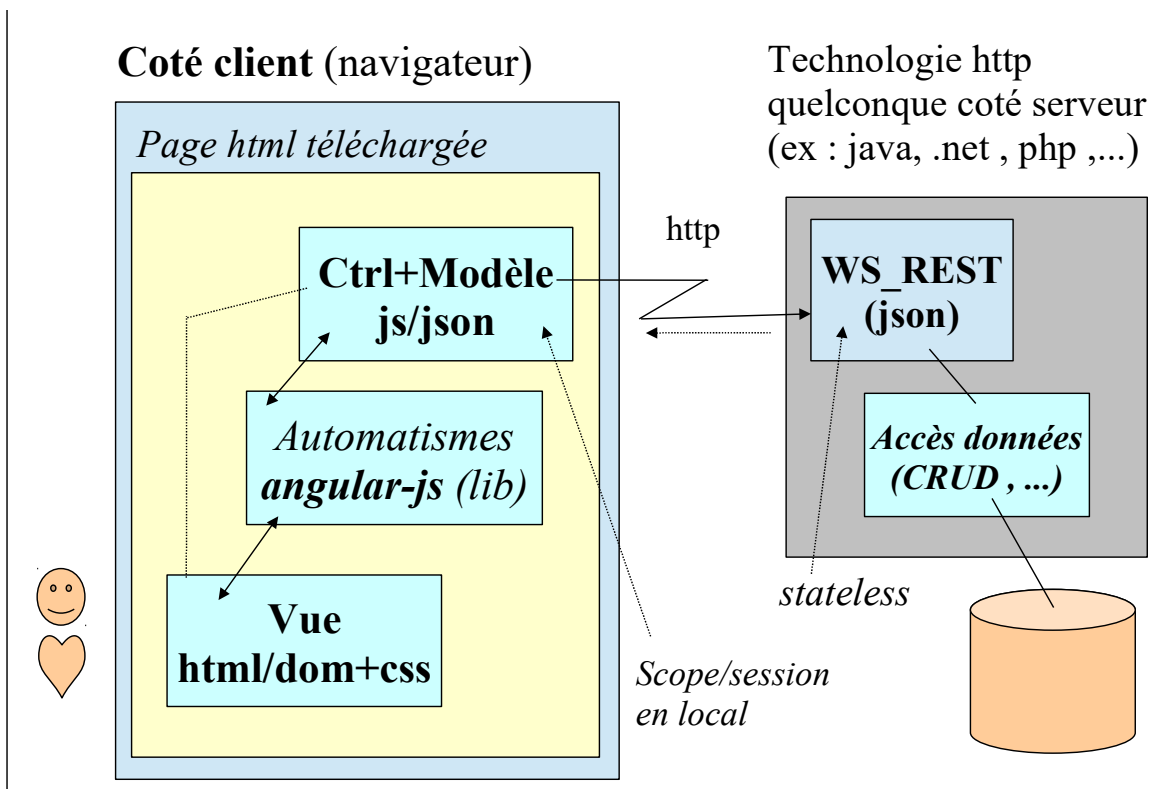 Coté client (navigateur)
Technologie http
quelconque coté serveur
(ex : java, .net , php ,...)
Page html téléchargée
http
Ctrl+Modèle
js/json
WS_REST
(json)
Automatismes
angular-js (lib)
Accès données
(CRUD , ...)
stateless
Vue
html/dom+css
Scope/session
en local